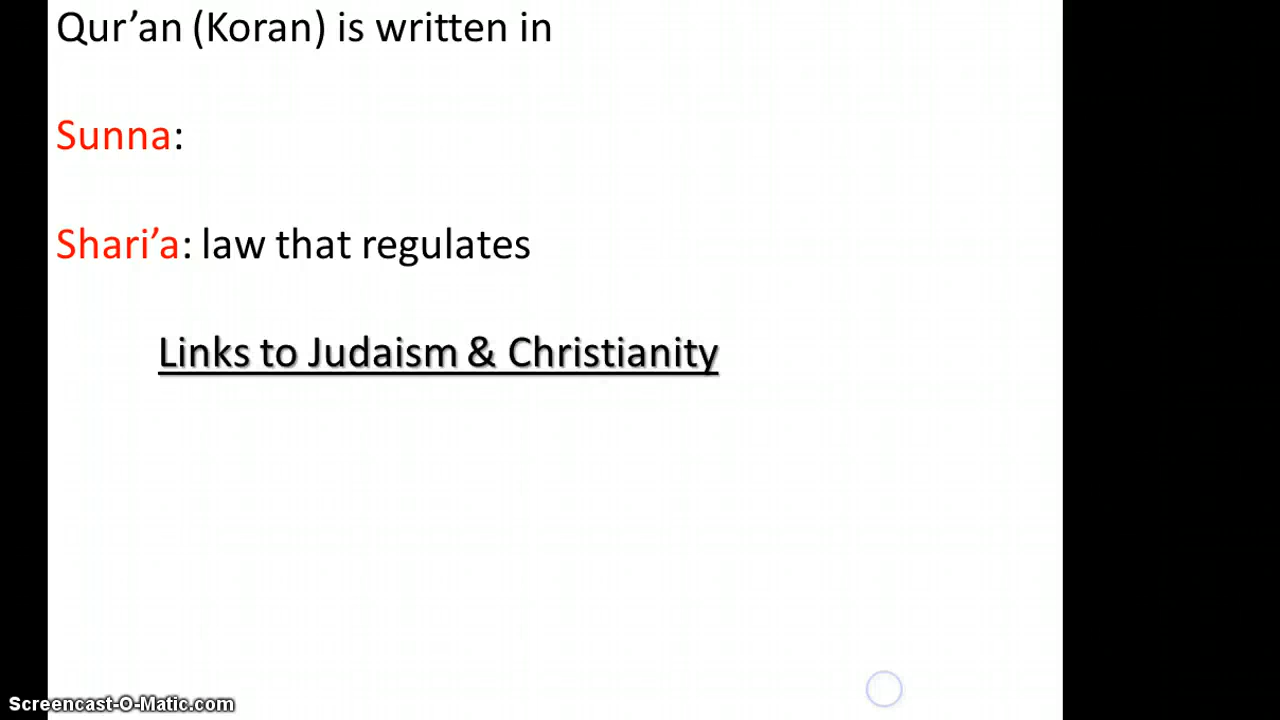 Qur’an (Koran) is written in
Sunna:
Shari’a: law that regulates
Links to Judaism & Christianity
Screencast-O-Matic.com